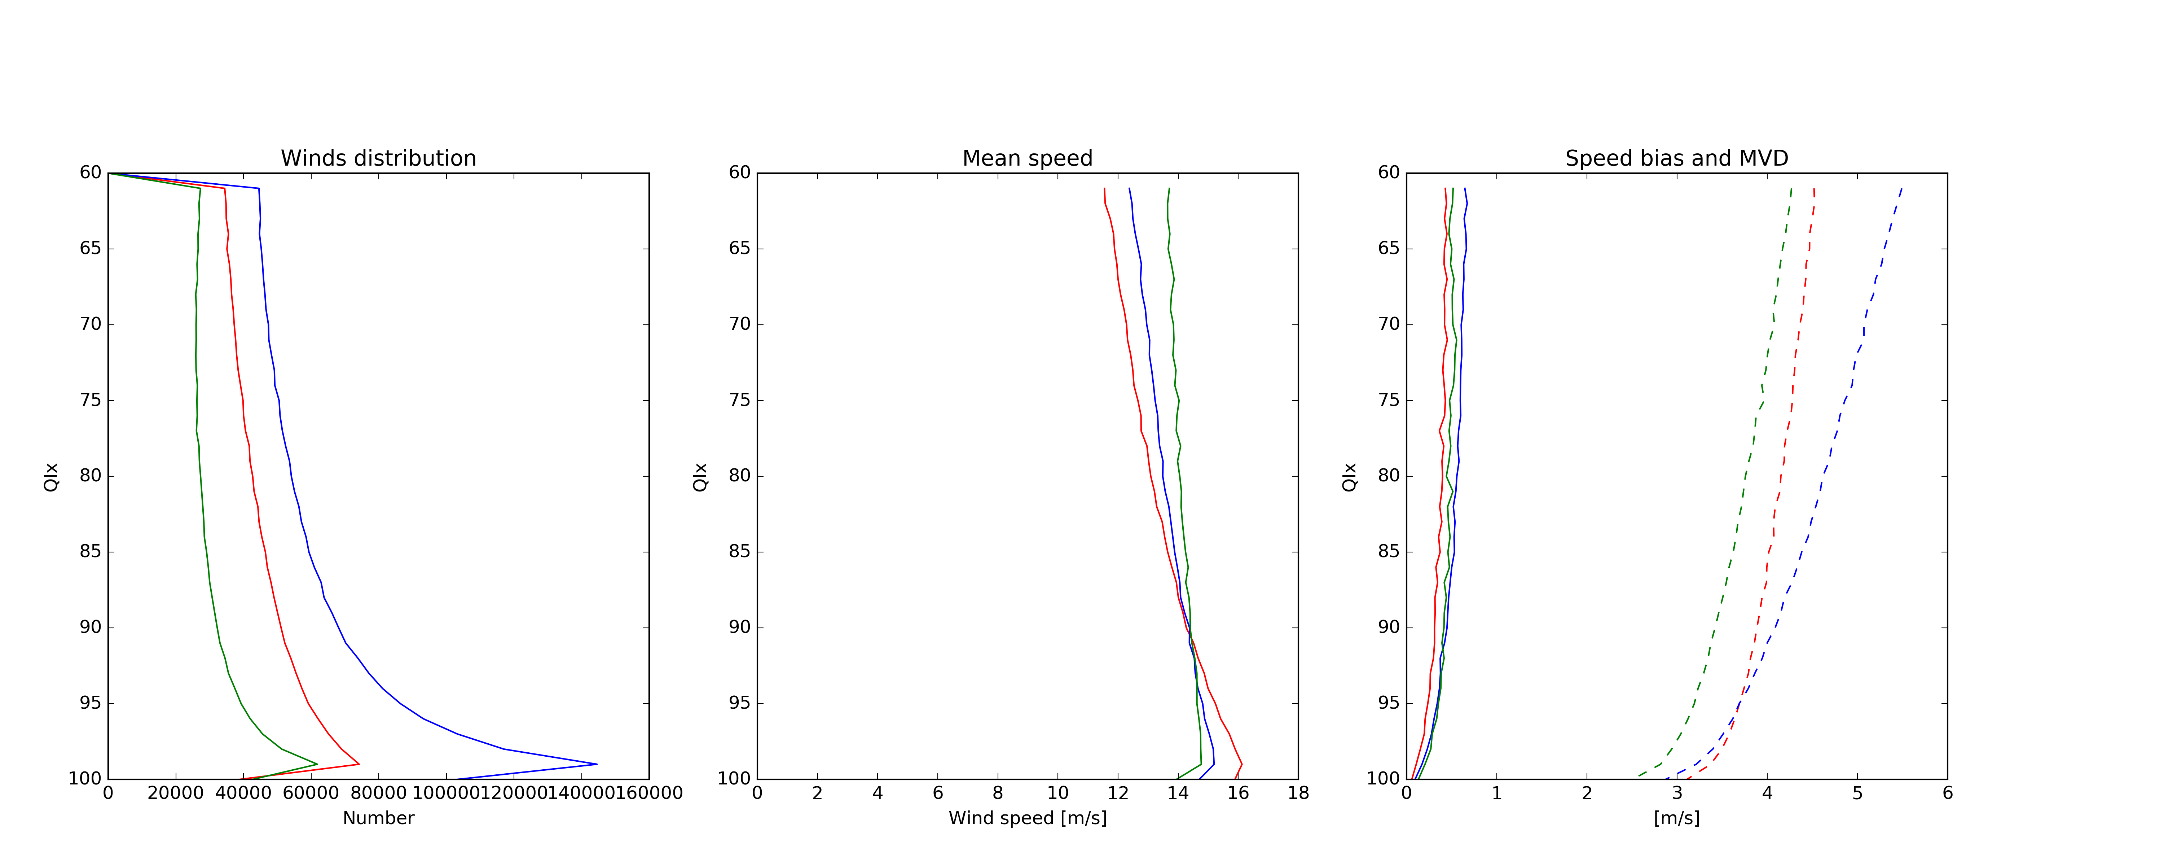 Winds distribution
60
65
70
75
80
85
90
95
100
QIx
0 20000 40000 60000 80000 100000 120000 140000 160000
Number
Mean speed
60
65
70
75
80
85
90
95
100
QIx
0 2 4 6 8 10 12 14 16 18
Wind speed [m/s]
Speed bias and MVD
60
65
70
75
80
85
90
95
100
QIx
0 1 2 3 4 5 6
[m/s]